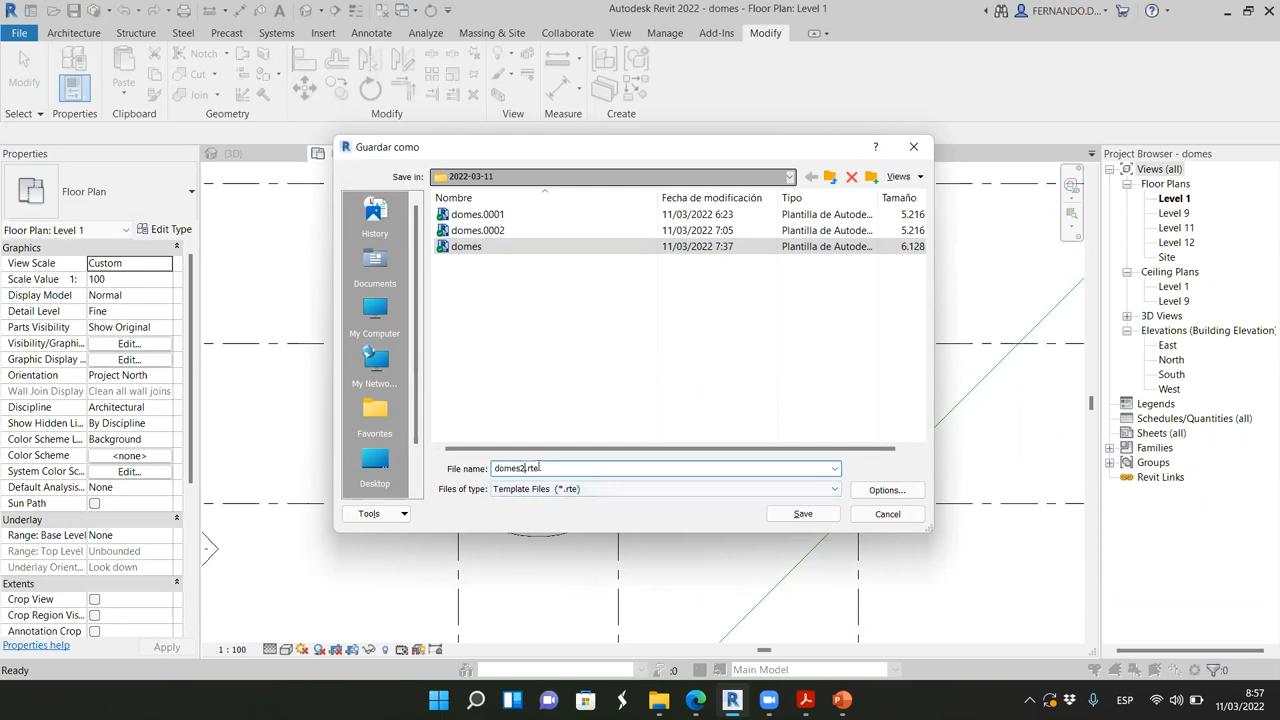 Autodesk Revit 2022 - domes - Floor Plan: Level 1
FERNANDO.D...
File Architecture Structure Steel Precast Systems Insert Annotate Analyze Massing & Site Collaborate View Manage Add-Ins Modify
Modify
Paste
Notch
Cut
Join
Select Properties Clipboard Geometry Modify View Measure Create
Properties
Floor Plan
Floor Plan: Level 1
Edit Type
Graphics
View Scale Custom
Scale Value 1: 100
Display Model Normal
Detail Level Fine
Parts Visibility Show Original
Visibility/Graphi... Edit...
Graphic Display ... Edit...
Orientation Project North
Wall Join Display Clean all wall joins
Discipline Architectural
Show Hidden Li... By Discipline
Color Scheme L... Background
Color Scheme <none>
System Color Sc... Edit...
Default Analysis... None
Sun Path
Underlay
Range: Base Level None
Range: Top Level Unbounded
Underlay Orient... Look down
Extents
Crop View
Crop Region Vis...
Annotation Crop
Properties help
Apply
{3D}
Guardar como
Save in: 2022-03-11
Views
Nombre Fecha de modificación Tipo Tamaño
domes.0001 11/03/2022 6:23 Plantilla de Autode... 5.216
domes.0002 11/03/2022 7:05 Plantilla de Autode... 5.216
domes 11/03/2022 7:37 Plantilla de Autode... 6.128
History
Documents
My Computer
My Netwo...
Favorites
Desktop
File name: domes2.rte
Files of type: Template Files (*.rte)
Options...
Tools
Save
Cancel
Project Browser - domes
Views (all)
Floor Plans
Level 1
Level 9
Level 11
Level 12
Site
Ceiling Plans
Level 1
Level 9
3D Views
Elevations (Building Elevation)
East
North
South
West
Legends
Schedules/Quantities (all)
Sheets (all)
Families
Groups
Revit Links
1 : 100
Ready
:0
Main Model
:0
ESP
8:57
11/03/2022